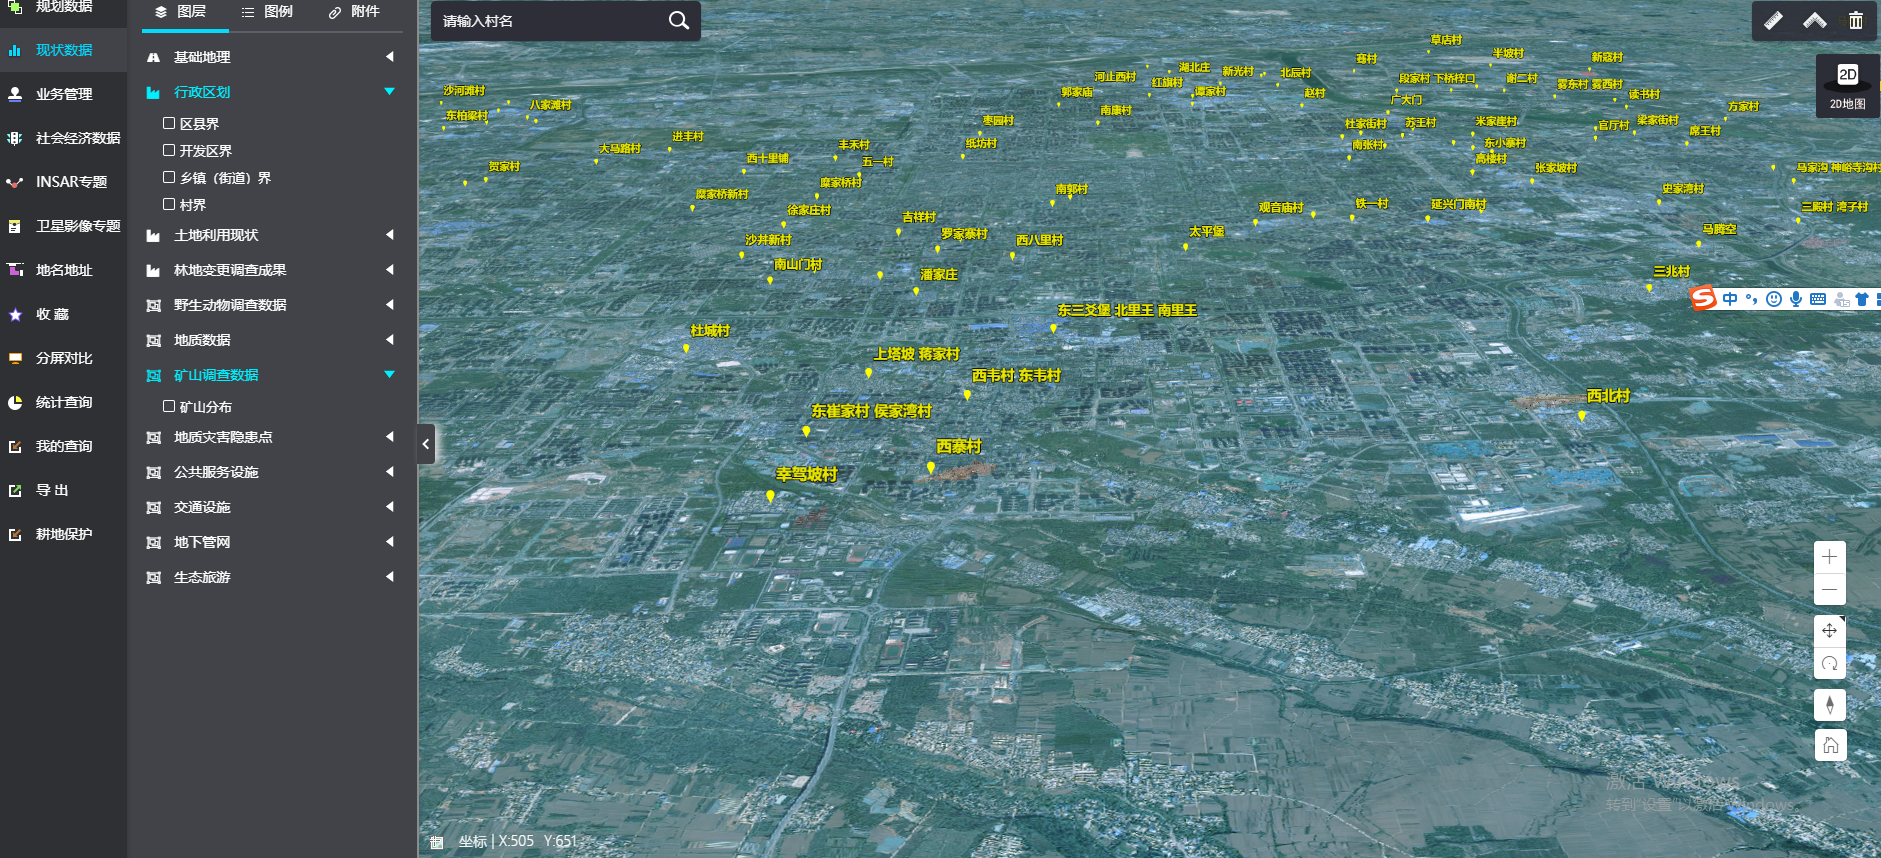 规划数据
现状数据
业务管理
社会经济数据
INSAR专题
卫星影像专题
地名地址
收 藏
分屏对比
统计查询
我的查询
导 出
耕地保护
图层
图例
附件
基础地理
行政区划
区县界
开发区界
乡镇（街道）界
村界
土地利用现状
林地变更调查成果
野生动物调查数据
地质数据
矿山调查数据
矿山分布
地质灾害隐患点
公共服务设施
交通设施
地下管网
生态旅游
请输入村名
2D
2D地图
草店村
半坡村
新寇村
骞村
湖北庄
新光村
北辰村
河止西村
红旗村
谭家村
赵村
段家村 下桥梓口
谢二村
雾东村 雾西村
读书村
沙河滩村
八家滩村
郭家庙
南康村
广大门
方家村
东柏梁村
枣园村
杜家街村
苏王村
米家崖村
官厅村
梁家街村
席王村
进丰村
大马路村
丰禾村
纸坊村
南张村
东小寨村
西十里铺
五一村
高楼村
贺家村
张家坡村
马家沟 神峪寺沟村
糜家桥村
糜家桥新村
南郭村
史家湾村
徐家庄村
吉祥村
观音庙村
铁一村
延兴门南村
三殿村 湾子村
沙井新村
罗家寨村
西八里村
太平堡
马腾空
南山门村
潘家庄
三兆村
中
东三爻堡 北里王 南里王
杜城村
上塔坡 蒋家村
西韦村 东韦村
西北村
东崔家村 侯家湾村
西寨村
幸驾坡村
激活 Windows
转到"设置"以激活 Windows。
坐标 | X:505 Y:651